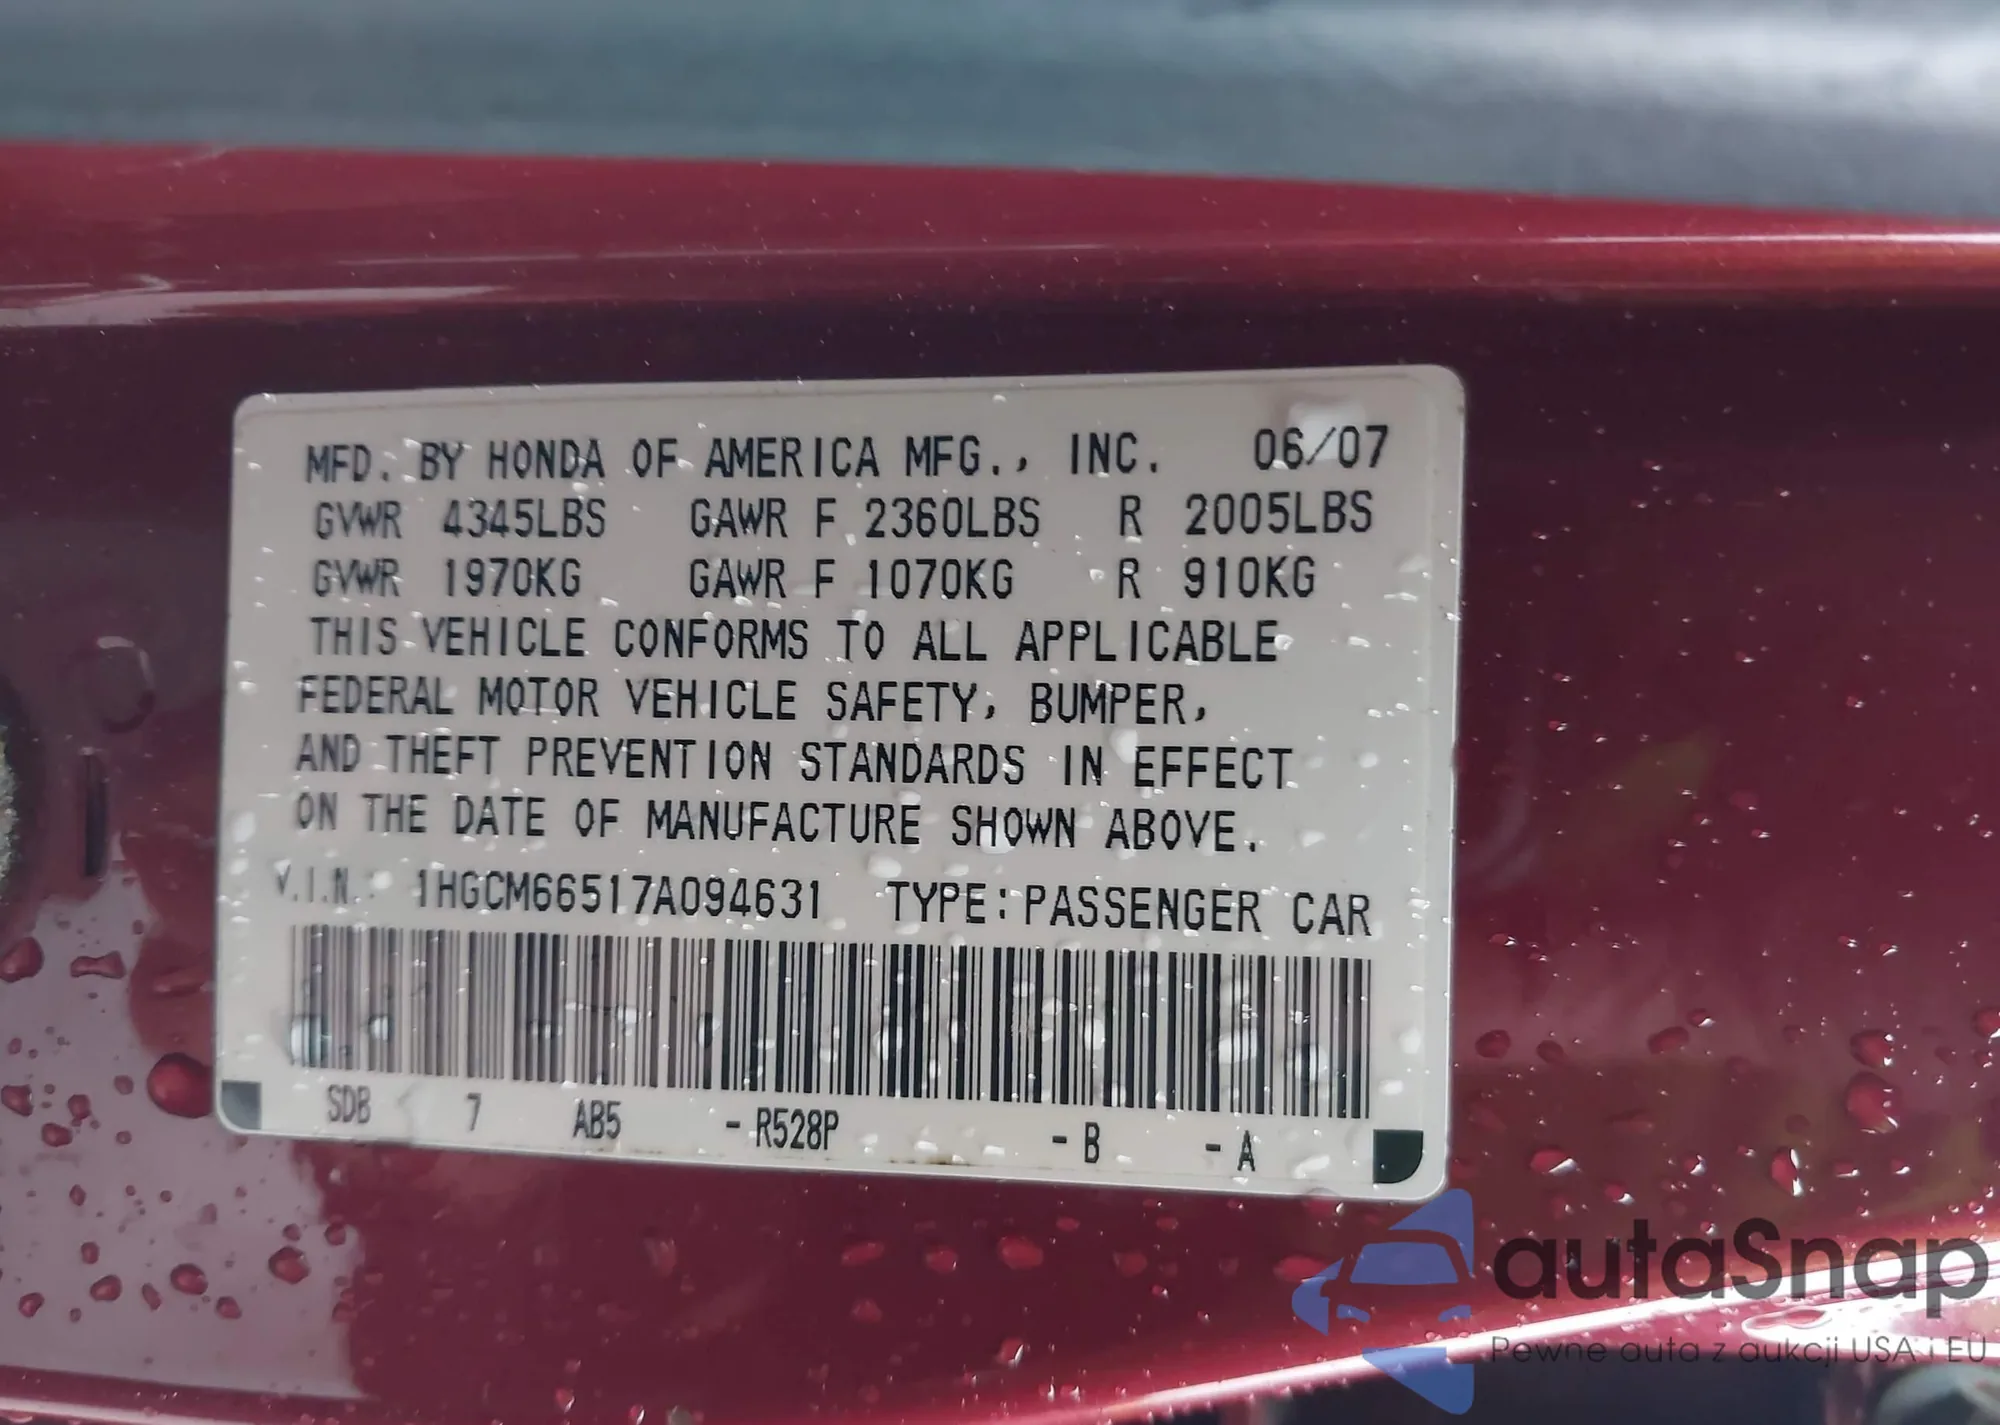 MFD. BY HONDA OF AMERICA MFG., INC. 06/07
GVWR 4345LBS GAWR F 2360LBS R 2005LBS
GVWR 1970KG GAWR F 1070KG R 910KG
THIS VEHICLE CONFORMS TO ALL APPLICABLE
FEDERAL MOTOR VEHICLE SAFETY, BUMPER,
AND THEFT PREVENTION STANDARDS IN EFFECT
ON THE DATE OF MANUFACTURE SHOWN ABOVE.
V.I.N.: 1HGCM66517A094631 TYPE:PASSENGER CAR
SDB 7 AB5 -R528P -B -A
autaSnap
Pewne auta z aukcji USA i EU